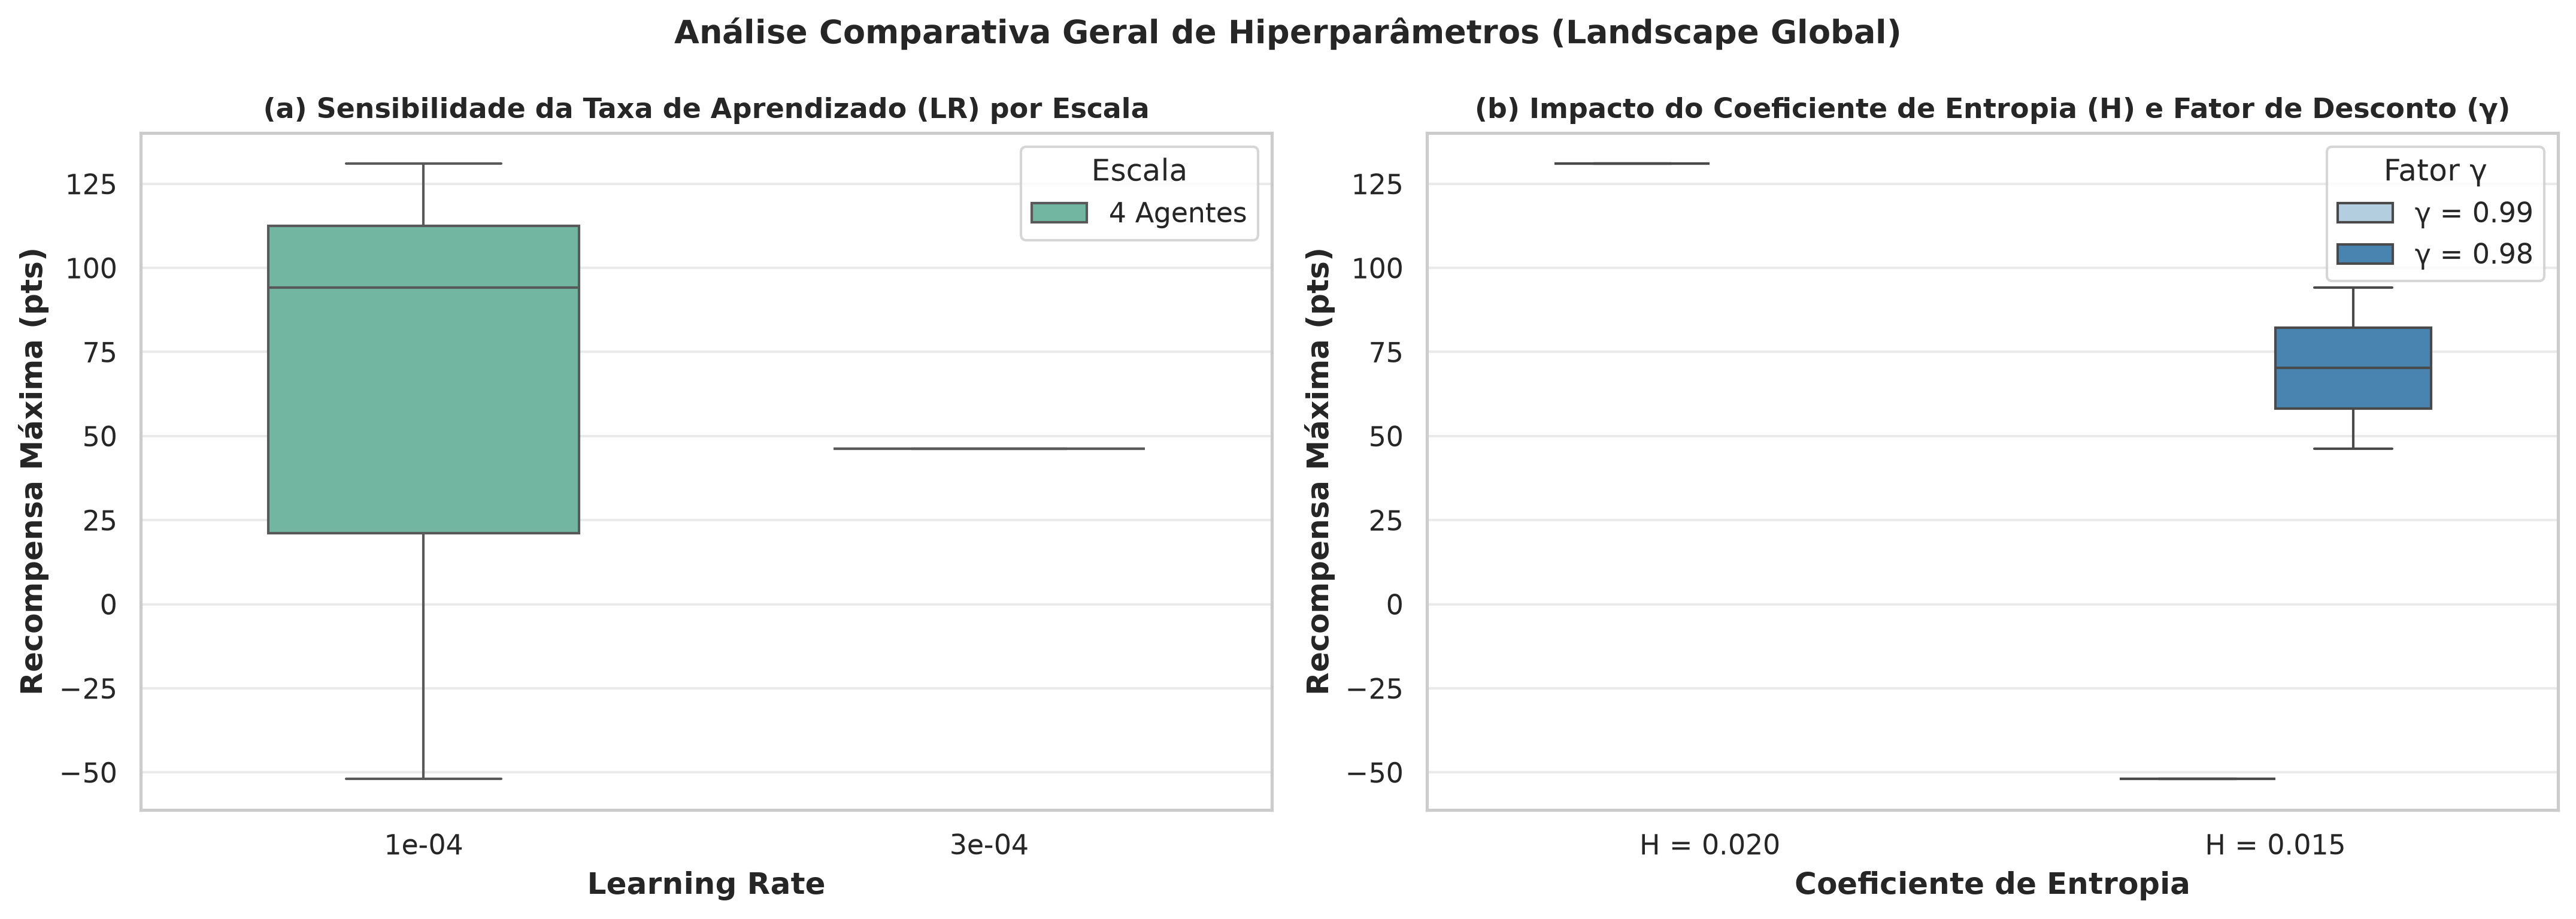 Análise Comparativa Geral de Hiperparâmetros (Landscape Global)
(a) Sensibilidade da Taxa de Aprendizado (LR) por Escala
Recompensa Máxima (pts)
125
100
75
50
25
0
−25
−50
Escala
4 Agentes
1e-04
3e-04
Learning Rate
(b) Impacto do Coeficiente de Entropia (H) e Fator de Desconto (γ)
Recompensa Máxima (pts)
125
100
75
50
25
0
−25
−50
Fator γ
γ = 0.99
γ = 0.98
H = 0.020
H = 0.015
Coeficiente de Entropia